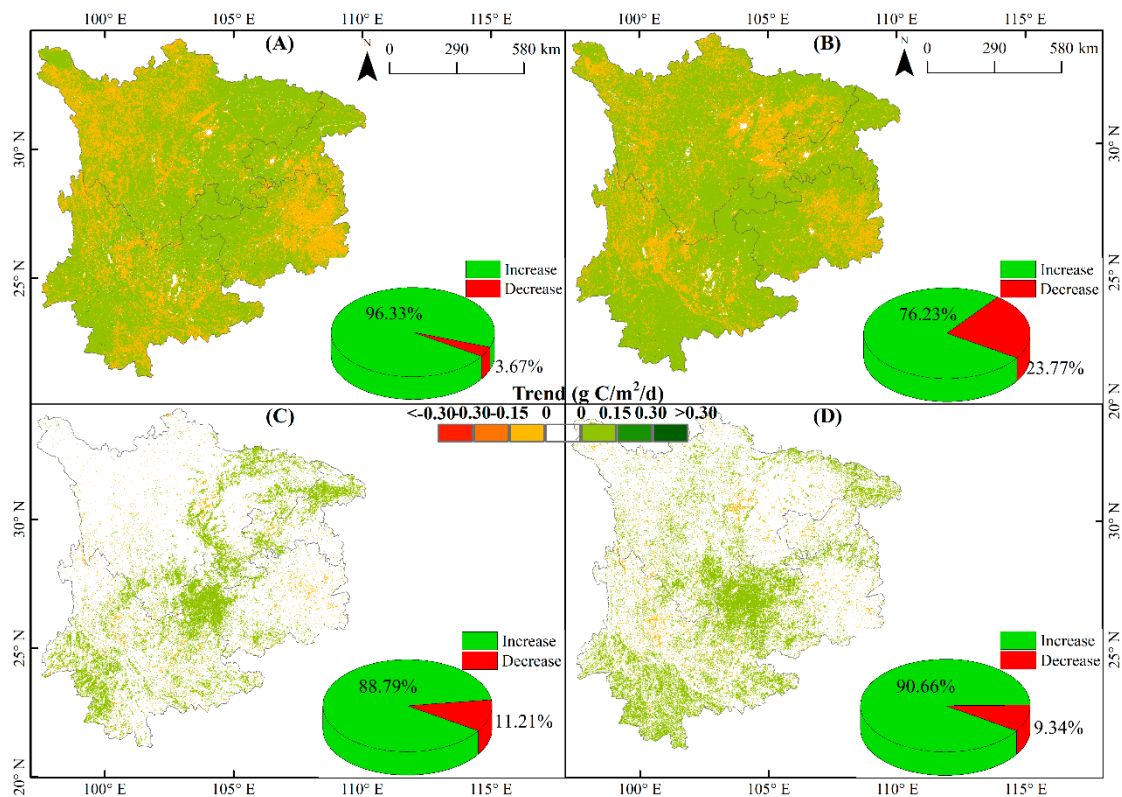 100° E 105° E 110° E 115° E 100° E 105° E 110° E 115° E
(A) N 0 290 580 km
(B) N 0 290 580 km
30° N
25° N
Increase
Decrease
96.33%
3.67%
Increase
Decrease
76.23%
23.77%
30° N
25° N
20° N
Trend (g C/m²/d)
<-0.30 -0.30 -0.15 0 0 0.15 0.30 >0.30
(C)
(D)
30° N
25° N
20° N
Increase
Decrease
88.79%
11.21%
Increase
Decrease
90.66%
9.34%
30° N
25° N
20° N
100° E 105° E 110° E 115° E 100° E 105° E 110° E 115° E